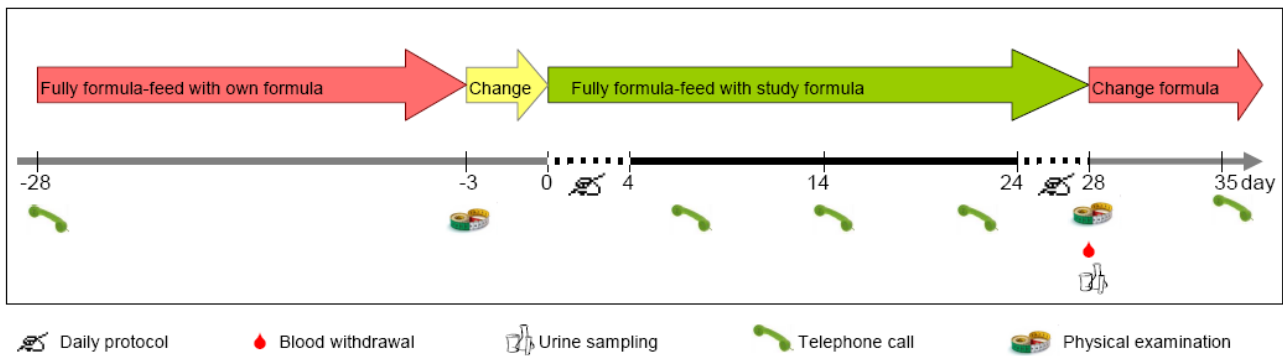 Fully formula-feed with own formula
Change
Fully formula-feed with study formula
Change formula
-28
-3
0
4
14
24
28
35 day
Daily protocol
Blood withdrawal
Urine sampling
Telephone call
Physical examination